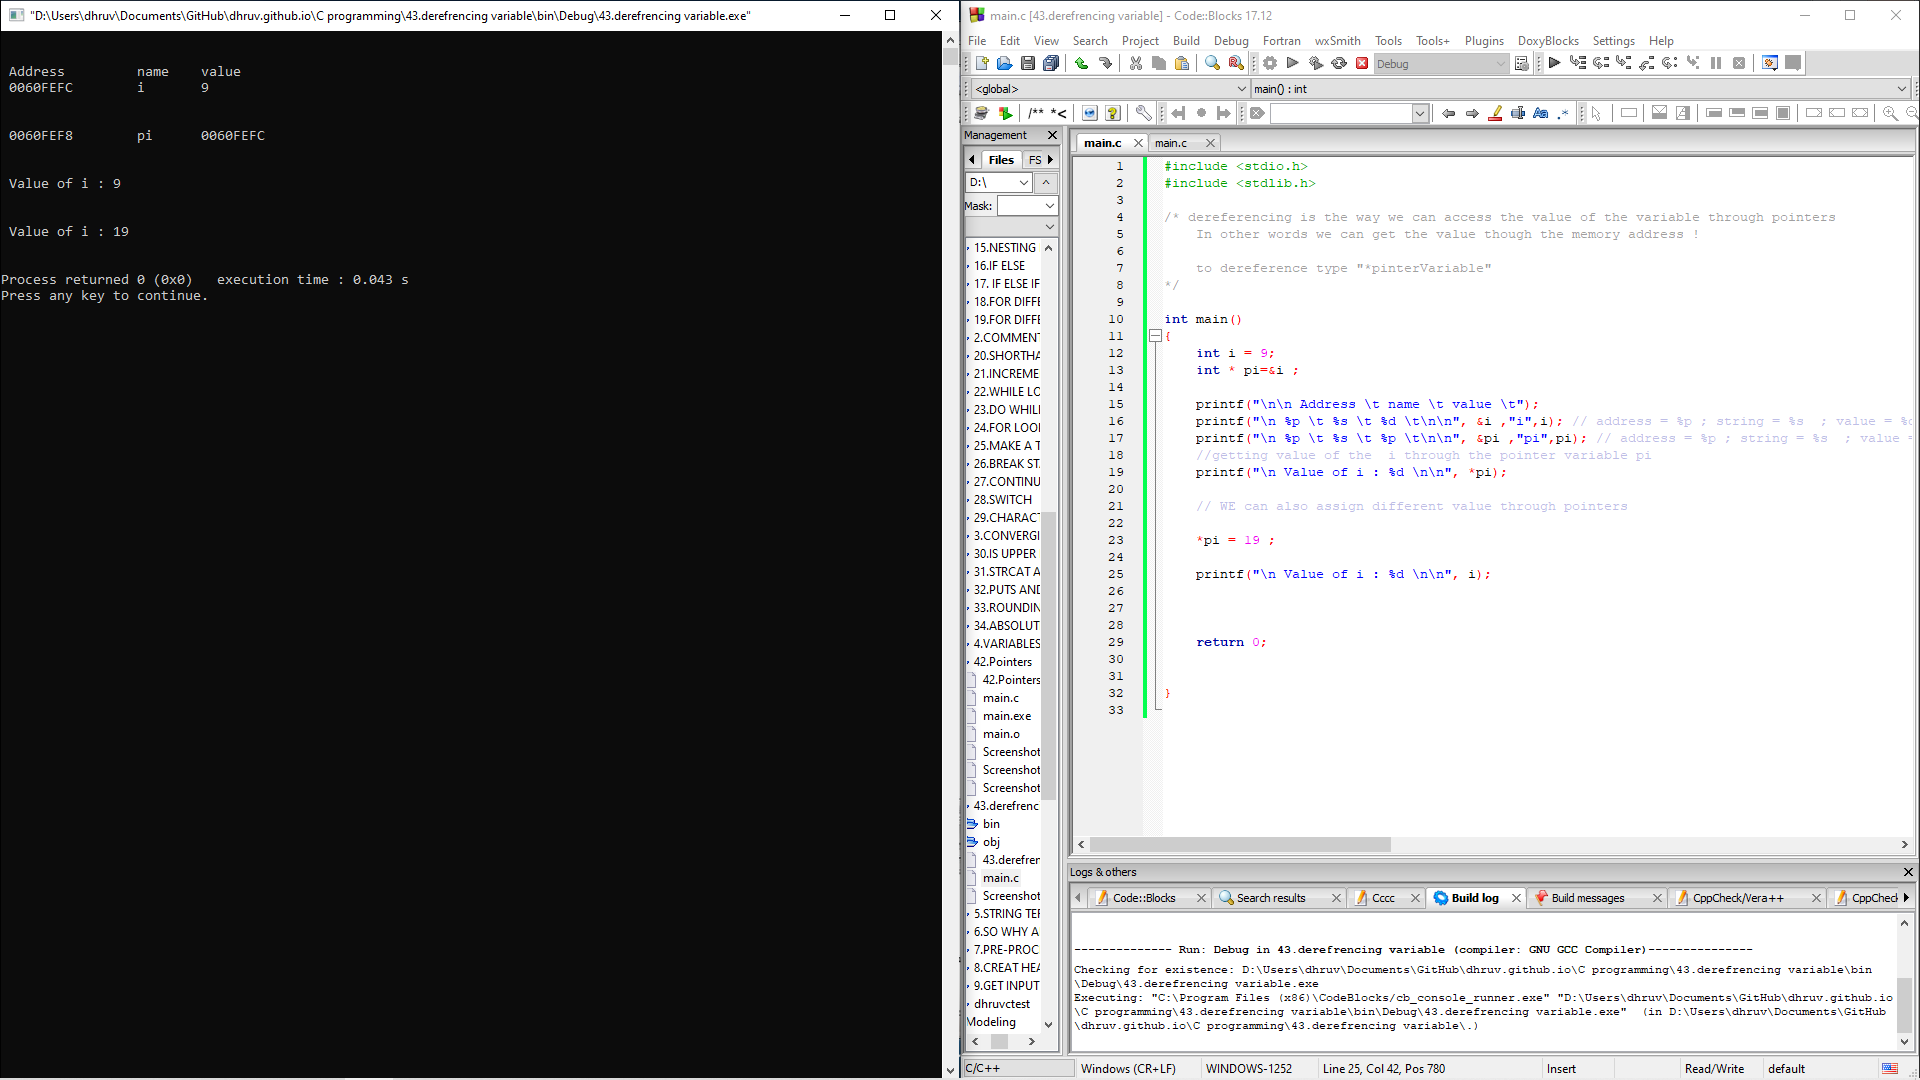 "D:\Users\dhruv\Documents\GitHub\dhruv.github.io\C programming\43.derefrencing variable\bin\Debug\43.derefrencing variable.exe"
Address name value
0060FEFC i 9
0060FEF8 pi 0060FEFC
Value of i : 9
Value of i : 19
Process returned 0 (0x0) execution time : 0.043 s
Press any key to continue.
main.c [43.derefrencing variable] - Code::Blocks 17.12
File Edit View Search Project Build Debug Fortran wxSmith Tools Tools+ Plugins DoxyBlocks Settings Help
Debug
<global> main() : int
/** *<
Management
Files FS
D:\
Mask:
15.NESTING
16.IF ELSE
17. IF ELSE IF
18.FOR DIFFE
19.FOR DIFFE
2.COMMENT
20.SHORTHA
21.INCREME
22.WHILE LO
23.DO WHILE
24.FOR LOOP
25.MAKE A T
26.BREAK ST
27.CONTINU
28.SWITCH
29.CHARACT
3.CONVERGI
30.IS UPPER
31.STRCAT A
32.PUTS AND
33.ROUNDIN
34.ABSOLUT
4.VARIABLES
42.Pointers
42.Pointers
main.c
main.exe
main.o
Screenshot
Screenshot
Screenshot
43.derefrenc
bin
obj
43.derefren
main.c
Screenshot
5.STRING TER
6.SO WHY A
7.PRE-PROC
8.CREAT HEA
9.GET INPUT
dhruvctest
Modeling
main.c main.c
1 #include <stdio.h>
2 #include <stdlib.h>
3
4 /* dereferencing is the way we can access the value of the variable through pointers
5 In other words we can get the value though the memory address !
6
7 to dereference type "*pinterVariable"
8 */
9
10 int main()
11 {
12 int i = 9;
13 int * pi=&i ;
14
15 printf("\n\n Address \t name \t value \t");
16 printf("\n %p \t %s \t %d \t\n\n", &i ,"i",i); // address = %p ; string = %s ; value = %d
17 printf("\n %p \t %s \t %p \t\n\n", &pi ,"pi",pi); // address = %p ; string = %s ; value =
18 //getting value of the i through the pointer variable pi
19 printf("\n Value of i : %d \n\n", *pi);
20
21 // WE can also assign different value through pointers
22
23 *pi = 19 ;
24
25 printf("\n Value of i : %d \n\n", i);
26
27
28
29 return 0;
30
31
32 }
33
Logs & others
Code::Blocks Search results Cccc Build log Build messages CppCheck/Vera++ CppCheck
-------------- Run: Debug in 43.derefrencing variable (compiler: GNU GCC Compiler)---------------
Checking for existence: D:\Users\dhruv\Documents\GitHub\dhruv.github.io\C programming\43.derefrencing variable\bin
\Debug\43.derefrencing variable.exe
Executing: "C:\Program Files (x86)\CodeBlocks/cb_console_runner.exe" "D:\Users\dhruv\Documents\GitHub\dhruv.github.io
\C programming\43.derefrencing variable\bin\Debug\43.derefrencing variable.exe" (in D:\Users\dhruv\Documents\GitHub
\dhruv.github.io\C programming\43.derefrencing variable\.)
C/C++ Windows (CR+LF) WINDOWS-1252 Line 25, Col 42, Pos 780 Insert Read/Write default